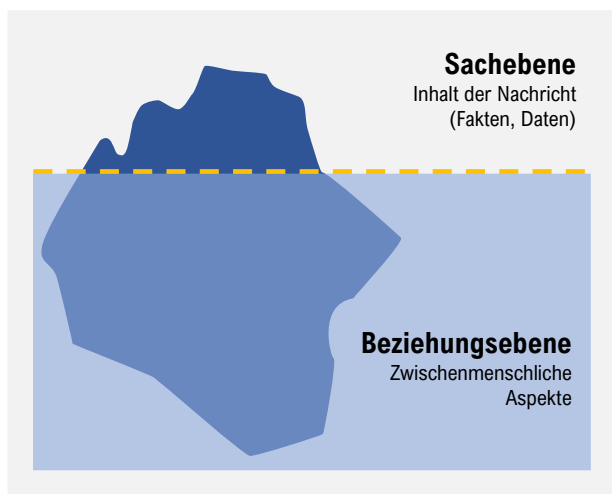 Sachebene
Inhalt der Nachricht
(Fakten, Daten)
Beziehungsebene
Zwischenmenschliche
Aspekte